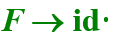 F → id·